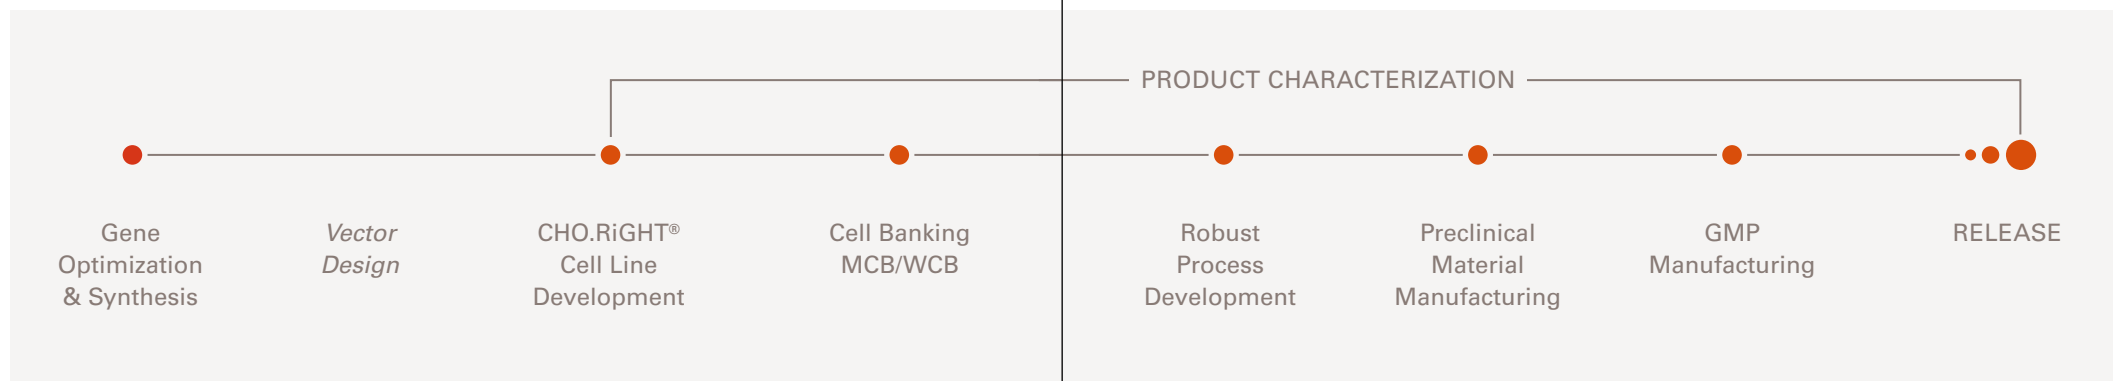 PRODUCT CHARACTERIZATION
Gene
Optimization
& Synthesis
Vector
Design
CHO.RiGHT®
Cell Line
Development
Cell Banking
MCB/WCB
Robust
Process
Development
Preclinical
Material
Manufacturing
GMP
Manufacturing
RELEASE